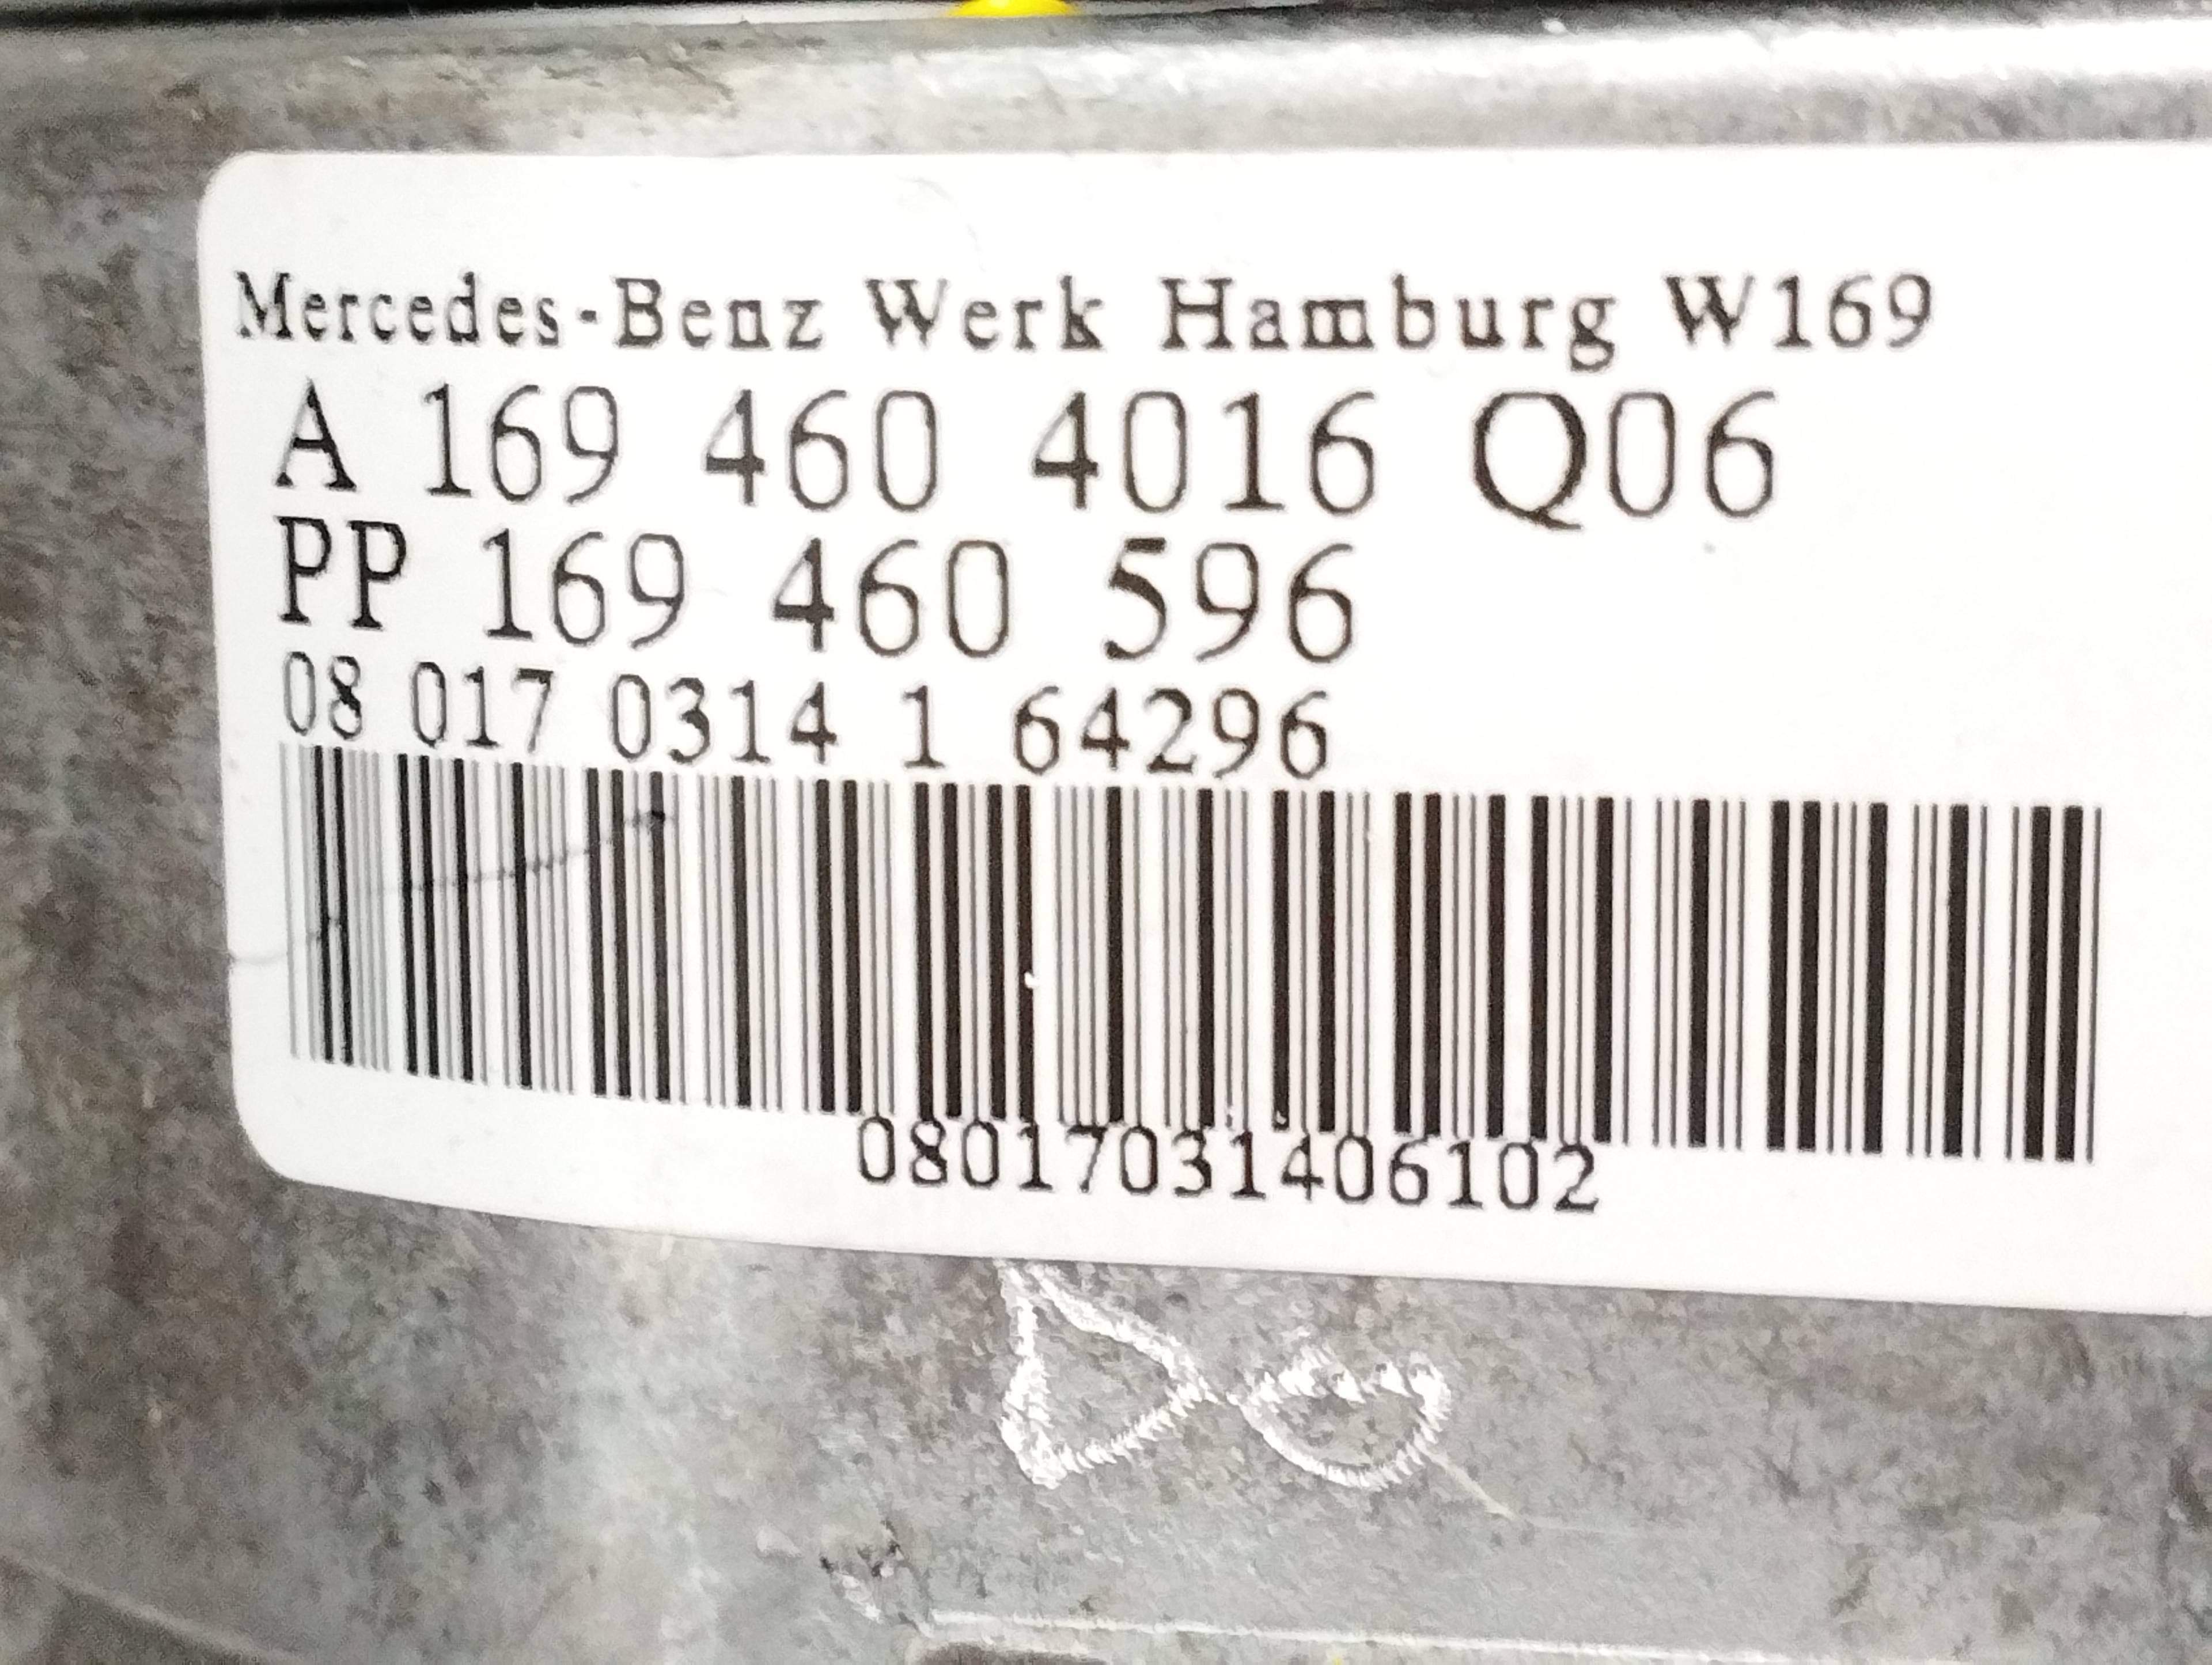 Mercedes-Benz Werk Hamburg W169
A 169 460 4016 Q06
PP 169 460 596
08 017 0314 1 64296
08017031406102